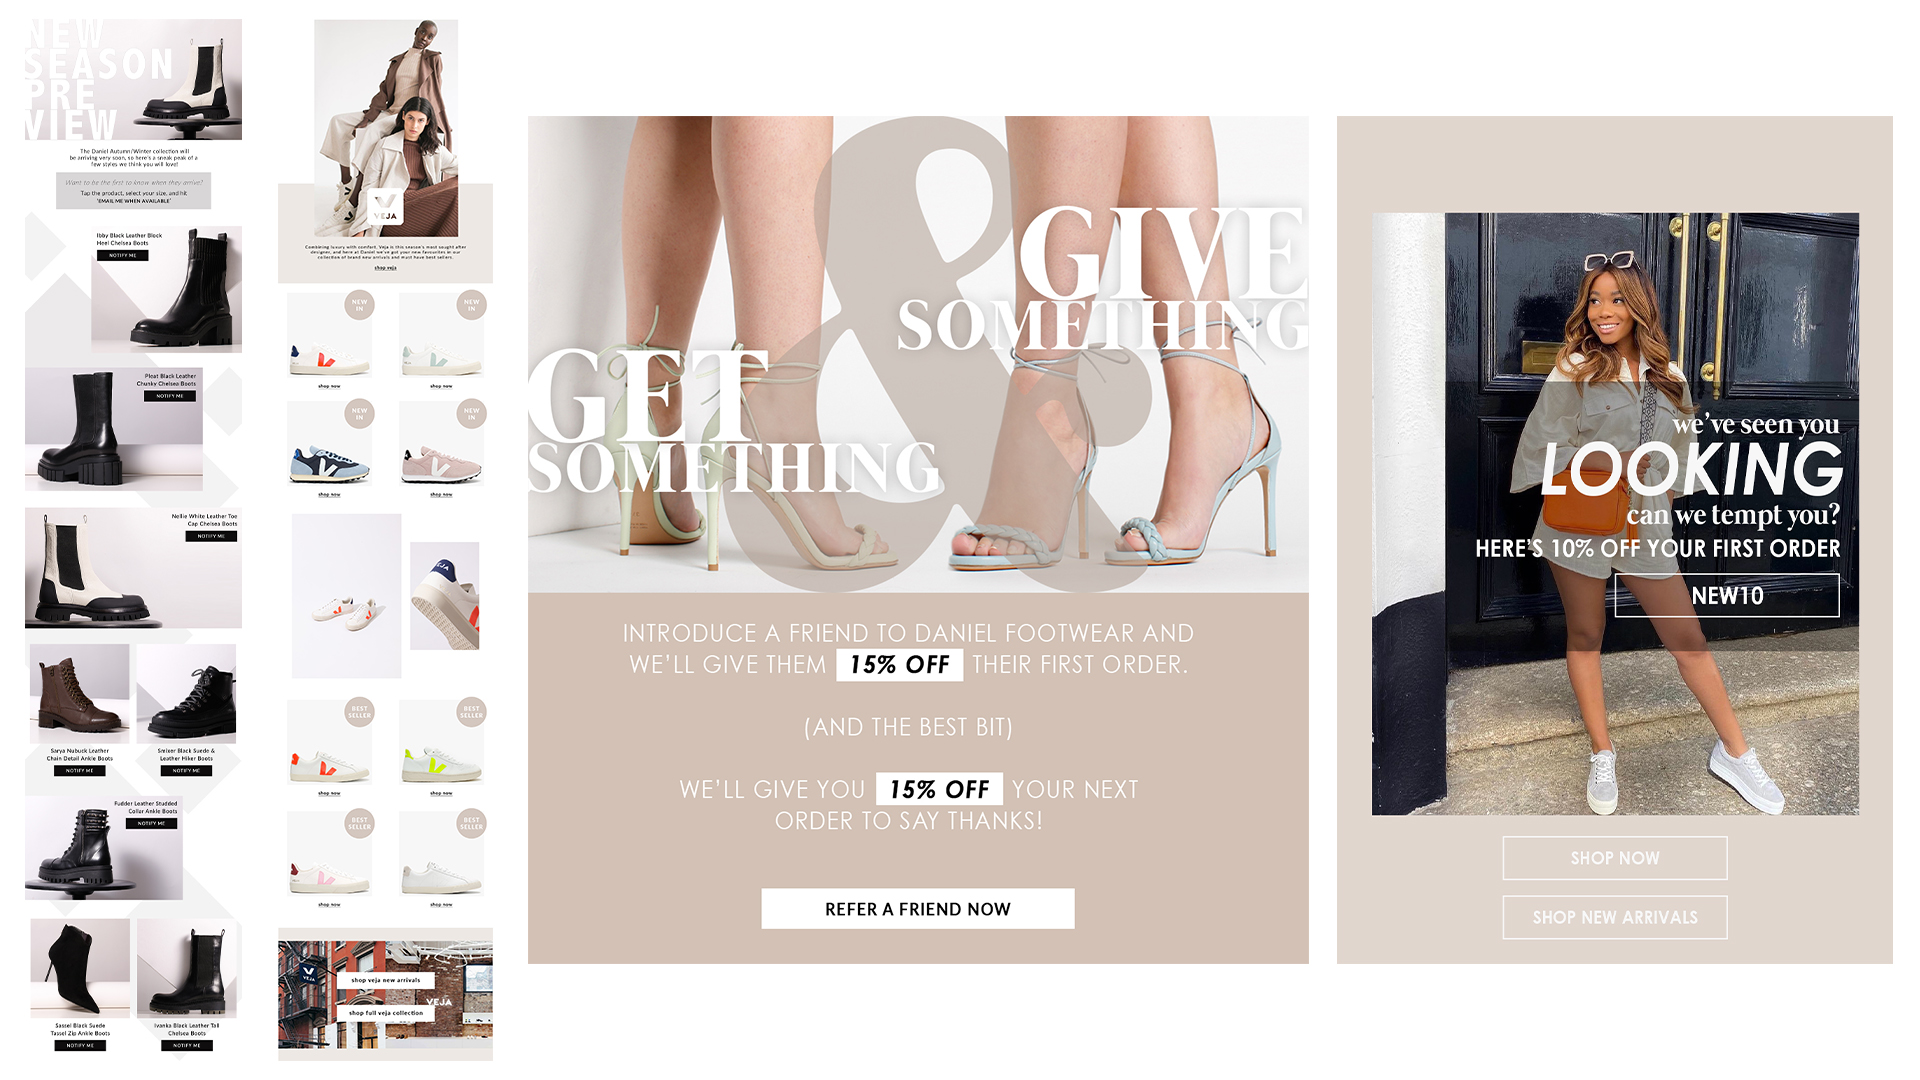 NEW
SEASON
PRE
VIEW
The Daniel Autumn/Winter collection will
be arriving very soon, so here's a sneak peak of a
few styles we think you will love!
Want to be the first to know when they arrive?
Tap the product, select your size, and hit
'EMAIL ME WHEN AVAILABLE'
Ibby Black Leather Block
Heel Chelsea Boots
NOTIFY ME
Pleat Black Leather
Chunky Chelsea Boots
NOTIFY ME
Nellie White Leather Toe
Cap Chelsea Boots
NOTIFY ME
Sarya Nubuck Leather
Chain Detail Ankle Boots
NOTIFY ME
Smixer Black Suede &
Leather Hiker Boots
NOTIFY ME
Fudder Leather Studded
Collar Ankle Boots
NOTIFY ME
Sassel Black Suede
Tassel Zip Ankle Boots
NOTIFY ME
Ivanka Black Leather Tall
Chelsea Boots
NOTIFY ME
VEJA
Combining luxury with comfort, Veja is this season's most sought after
designer, and here at Daniel we've got your new favourites in our
collection of brand new arrivals and must have best sellers.
shop veja
NEW
IN
shop now
NEW
IN
shop now
NEW
IN
shop now
NEW
IN
shop now
VEJA
BEST
SELLER
shop now
BEST
SELLER
shop now
BEST
SELLER
shop now
BEST
SELLER
shop now
VEJA
shop veja new arrivals
VEJA
shop full veja collection
&
GET
SOMETHING
GIVE
SOMETHING
INTRODUCE A FRIEND TO DANIEL FOOTWEAR AND
WE'LL GIVE THEM 15% OFF THEIR FIRST ORDER.
(AND THE BEST BIT)
WE'LL GIVE YOU 15% OFF YOUR NEXT
ORDER TO SAY THANKS!
REFER A FRIEND NOW
we've seen you
LOOKING
can we tempt you?
HERE'S 10% OFF YOUR FIRST ORDER
NEW10
SHOP NOW
SHOP NEW ARRIVALS